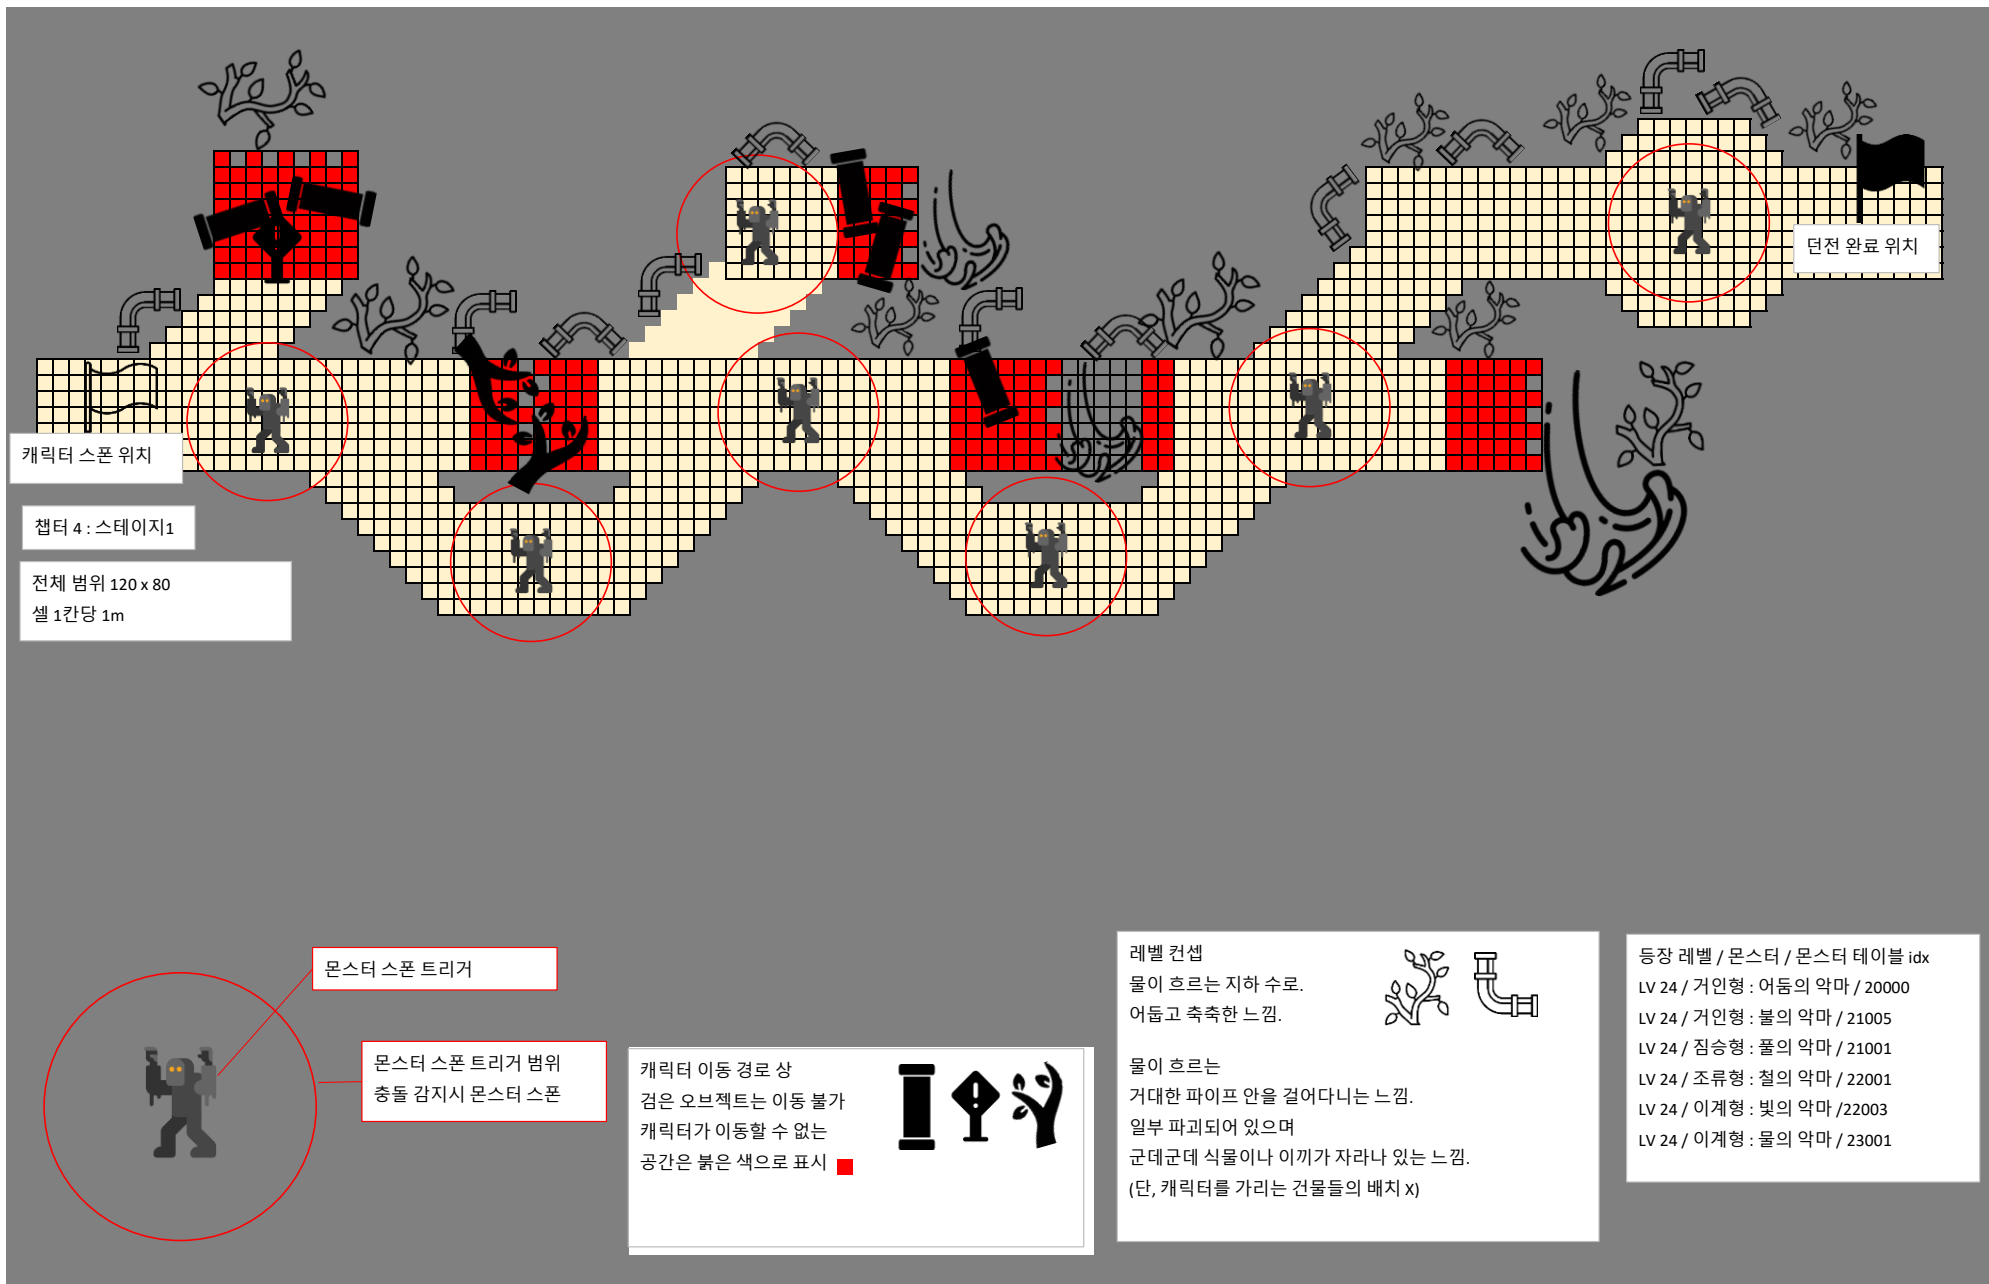 던전 완료 위치
캐릭터 스폰 위치
챕터 4 : 스테이지1
전체 범위 120 x 80
셀 1칸당 1m
몬스터 스폰 트리거
몬스터 스폰 트리거 범위
충돌 감지시 몬스터 스폰
캐릭터 이동 경로 상
검은 오브젝트는 이동 불가
캐릭터가 이동할 수 없는
공간은 붉은 색으로 표시
레벨 컨셉
물이 흐르는 지하 수로.
어둡고 축축한 느낌.
물이 흐르는
거대한 파이프 안을 걸어다니는 느낌.
일부 파괴되어 있으며
군데군데 식물이나 이끼가 자라나 있는 느낌.
(단, 캐릭터를 가리는 건물들의 배치 X)
등장 레벨 / 몬스터 / 몬스터 테이블 idx
LV 24 / 거인형 : 어둠의 악마 / 20000
LV 24 / 거인형 : 불의 악마 / 21005
LV 24 / 짐승형 : 풀의 악마 / 21001
LV 24 / 조류형 : 철의 악마 / 22001
LV 24 / 이계형 : 빛의 악마 /22003
LV 24 / 이계형 : 물의 악마 / 23001